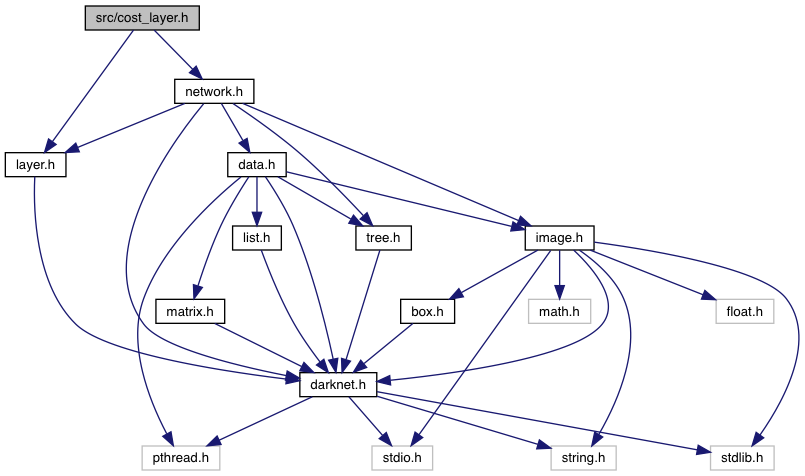 src/cost_layer.h
network.h
layer.h
data.h
list.h
tree.h
image.h
matrix.h
box.h
math.h
float.h
darknet.h
pthread.h
stdio.h
string.h
stdlib.h